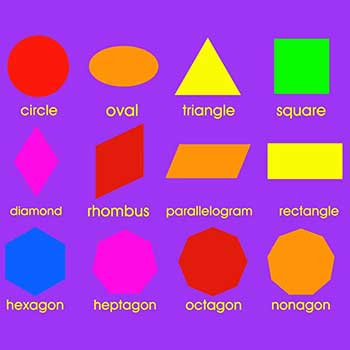 circle oval triangle square
diamond rhombus parallelogram rectangle
hexagon heptagon octagon nonagon